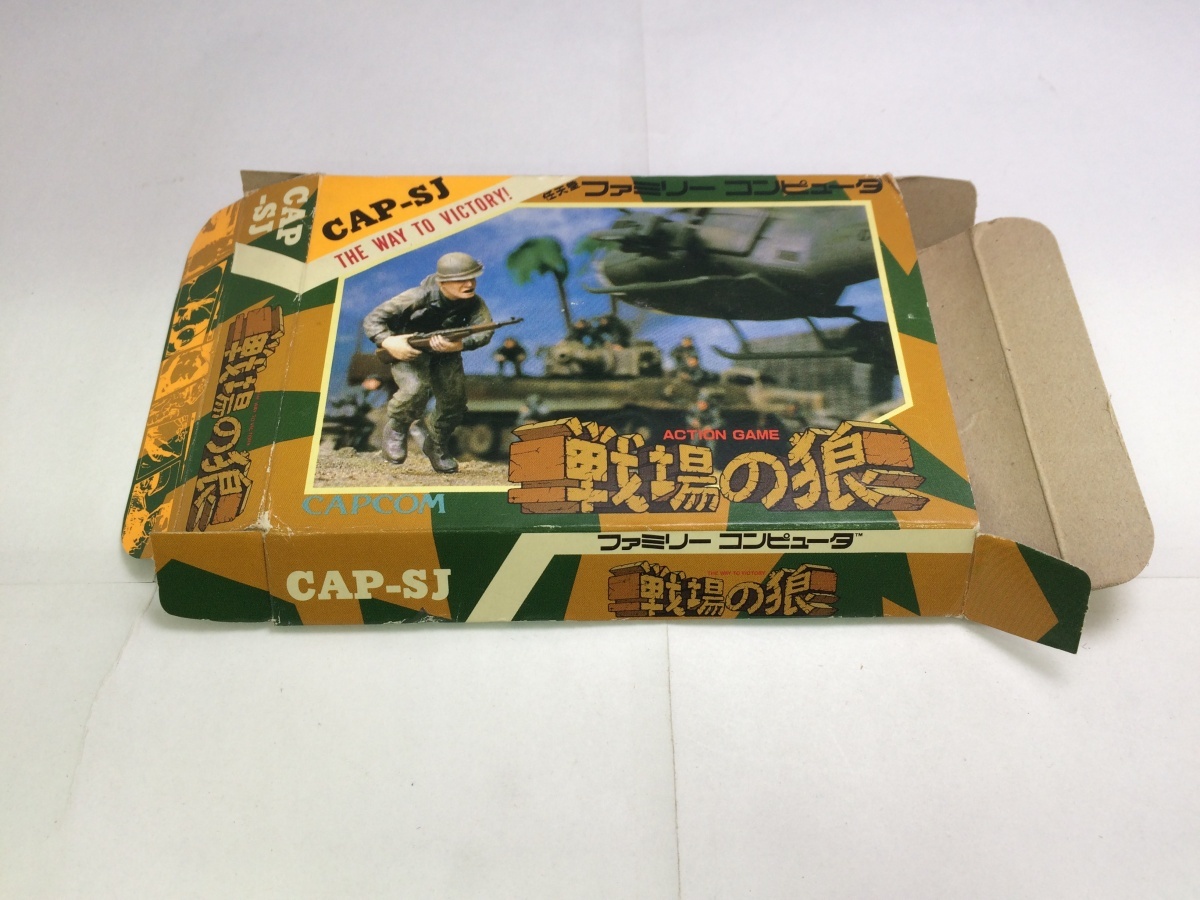 CAP-SJ
THE WAY TO VICTORY!
任天堂 ファミリー コンピュータ
ACTION GAME
戦場の狼
CAPCOM
CAP
-SJ
戦場の狼
ファミリー コンピュータ™
CAP-SJ
THE WAY TO VICTORY!
戦場の狼